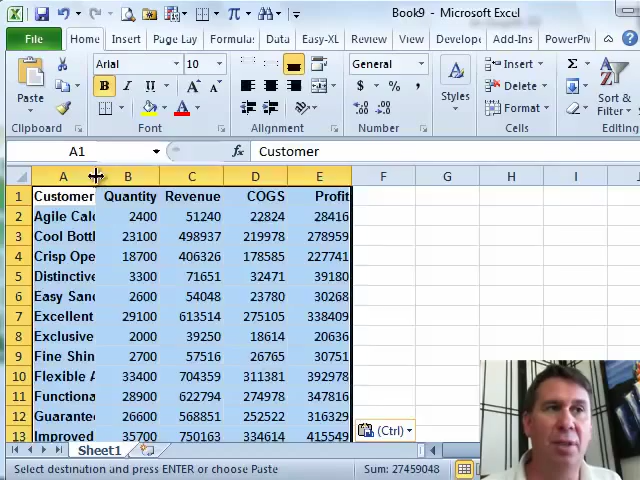 Book9 - Microsoft Excel
File Home Insert Page Lay Formulas Data Easy-XL Review View Develope Add-Ins PowerPiv
Arial 10 General Insert
Paste B I U $ % , Styles Delete Sort &
Format Filter
Clipboard Font Alignment Number Cells
A1 fx Customer
A B C D E F G H I
1 Customer Quantity Revenue COGS Profit
2 Agile Calc 2400 51240 22824 28416
3 Cool Bottl 23100 498937 219978 278959
4 Crisp Ope 18700 406326 178585 227741
5 Distinctive 3300 71651 32471 39180
6 Easy Sand 2600 54048 23780 30268
7 Excellent 29100 613514 275105 338409
8 Exclusive 2000 39250 18614 20636
9 Fine Shin 2700 57516 26765 30751
10 Flexible A 33400 704359 311381 392978
11 Functiona 28900 622794 274978 347816
12 Guarantee 26600 568851 252522 316329
13 Improved 35700 750163 334614 415549
(Ctrl)
Sheet1
Select destination and press ENTER or choose Paste Sum: 27459048